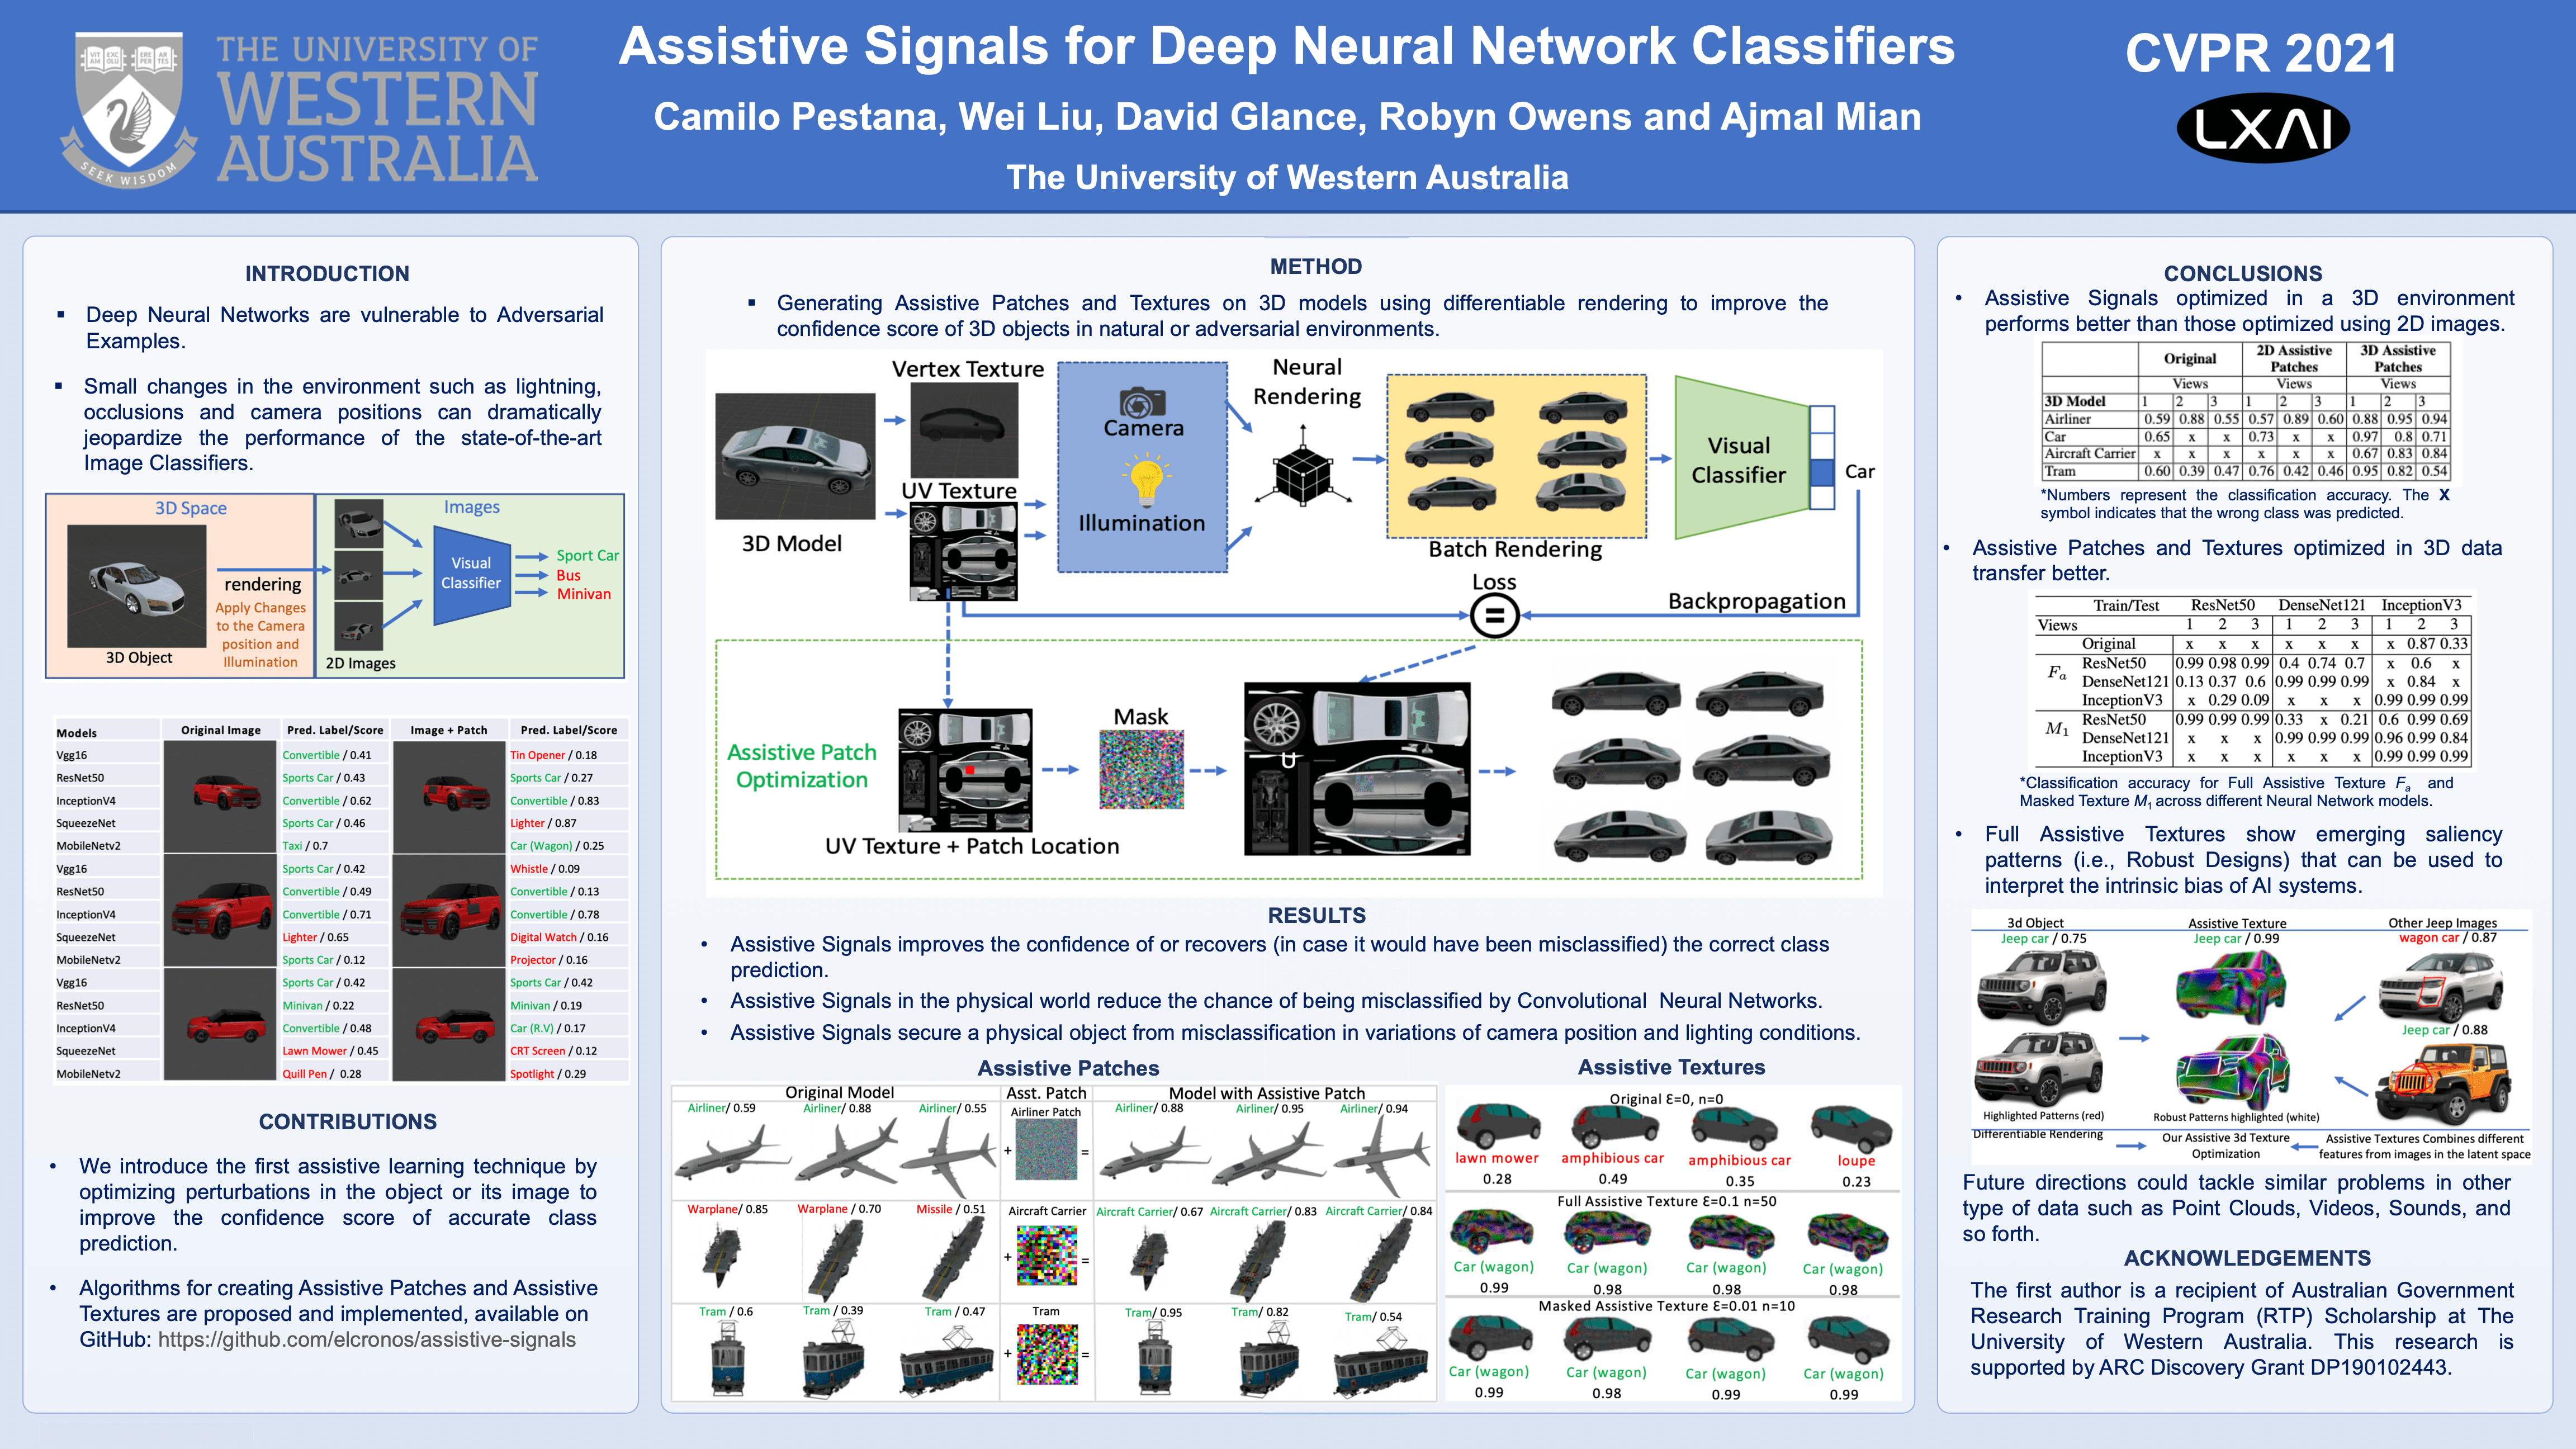 VIT AM EXC OLU ERE PER AR TES
SEEK WISDOM
THE UNIVERSITY OF
WESTERN
AUSTRALIA
Assistive Signals for Deep Neural Network Classifiers
Camilo Pestana, Wei Liu, David Glance, Robyn Owens and Ajmal Mian
The University of Western Australia
CVPR 2021
LXAI
INTRODUCTION
▪ Deep Neural Networks are vulnerable to Adversarial
Examples.
▪ Small changes in the environment such as lightning,
occlusions and camera positions can dramatically
jeopardize the performance of the state-of-the-art
Image Classifiers.
3D Space
Images
rendering
Apply Changes
to the Camera
position and
Illumination
3D Object
2D Images
Visual
Classifier
Sport Car
Bus
Minivan
Models Original Image Pred. Label/Score Image + Patch Pred. Label/Score
Vgg16 Convertible / 0.41 Tin Opener / 0.18
ResNet50 Sports Car / 0.43 Sports Car / 0.27
InceptionV4 Convertible / 0.62 Convertible / 0.83
SqueezeNet Sports Car / 0.46 Lighter / 0.87
MobileNetv2 Taxi / 0.7 Car (Wagon) / 0.25
Vgg16 Sports Car / 0.42 Whistle / 0.09
ResNet50 Convertible / 0.49 Convertible / 0.13
InceptionV4 Convertible / 0.71 Convertible / 0.78
SqueezeNet Lighter / 0.65 Digital Watch / 0.16
MobileNetv2 Sports Car / 0.12 Projector / 0.16
Vgg16 Sports Car / 0.42 Sports Car / 0.42
ResNet50 Minivan / 0.22 Minivan / 0.19
InceptionV4 Convertible / 0.48 Car (R.V) / 0.17
SqueezeNet Lawn Mower / 0.45 CRT Screen / 0.12
MobileNetv2 Quill Pen / 0.28 Spotlight / 0.29
CONTRIBUTIONS
• We introduce the first assistive learning technique by
optimizing perturbations in the object or its image to
improve the confidence score of accurate class
prediction.
• Algorithms for creating Assistive Patches and Assistive
Textures are proposed and implemented, available on
GitHub: https://github.com/elcronos/assistive-signals
METHOD
▪ Generating Assistive Patches and Textures on 3D models using differentiable rendering to improve the
confidence score of 3D objects in natural or adversarial environments.
3D Model
Vertex Texture
UV Texture
Camera
Illumination
Neural
Rendering
Batch Rendering
Visual
Classifier
Car
Loss
=
Backpropagation
Assistive Patch
Optimization
UV Texture + Patch Location
Mask
U
RESULTS
• Assistive Signals improves the confidence of or recovers (in case it would have been misclassified) the correct class
prediction.
• Assistive Signals in the physical world reduce the chance of being misclassified by Convolutional Neural Networks.
• Assistive Signals secure a physical object from misclassification in variations of camera position and lighting conditions.
Assistive Patches
Original Model Asst. Patch Model with Assistive Patch
Airliner/ 0.59 Airliner/ 0.88 Airliner/ 0.55 Airliner Patch Airliner/ 0.88 Airliner/ 0.95 Airliner/ 0.94
+ =
Warplane/ 0.85 Warplane / 0.70 Missile / 0.51 Aircraft Carrier Aircraft Carrier/ 0.67 Aircraft Carrier/ 0.83 Aircraft Carrier/ 0.84
+ =
Tram / 0.6 Tram / 0.39 Tram / 0.47 Tram Tram/ 0.95 Tram/ 0.82 Tram/ 0.54
+ =
Assistive Textures
Original Ɛ=0, n=0
lawn mower amphibious car amphibious car loupe
0.28 0.49 0.35 0.23
Full Assistive Texture Ɛ=0.1 n=50
Car (wagon) Car (wagon) Car (wagon) Car (wagon)
0.99 0.98 0.98 0.98
Masked Assistive Texture Ɛ=0.01 n=10
Car (wagon) Car (wagon) Car (wagon) Car (wagon)
0.99 0.98 0.99 0.99
CONCLUSIONS
• Assistive Signals optimized in a 3D environment
performs better than those optimized using 2D images.
Original 2D Assistive Patches 3D Assistive Patches
Views Views Views
3D Model 1 2 3 1 2 3 1 2 3
Airliner 0.59 0.88 0.55 0.57 0.89 0.60 0.88 0.95 0.94
Car 0.65 x x 0.73 x x 0.97 0.8 0.71
Aircraft Carrier x x x x x x 0.67 0.83 0.84
Tram 0.60 0.39 0.47 0.76 0.42 0.46 0.95 0.82 0.54
*Numbers represent the classification accuracy. The X
symbol indicates that the wrong class was predicted.
• Assistive Patches and Textures optimized in 3D data
transfer better.
Train/Test ResNet50 DenseNet121 InceptionV3
Views 1 2 3 1 2 3 1 2 3
Original x x x x x x x 0.87 0.33
Fa ResNet50 0.99 0.98 0.99 0.4 0.74 0.7 x 0.6 x
DenseNet121 0.13 0.37 0.6 0.99 0.99 0.99 x 0.84 x
InceptionV3 x 0.29 0.09 x x x 0.99 0.99 0.99
M1 ResNet50 0.99 0.99 0.99 0.33 x 0.21 0.6 0.99 0.69
DenseNet121 x x x 0.99 0.99 0.99 0.96 0.99 0.84
InceptionV3 x x x x x x 0.99 0.99 0.99
*Classification accuracy for Full Assistive Texture Fa and
Masked Texture M1 across different Neural Network models.
• Full Assistive Textures show emerging saliency
patterns (i.e., Robust Designs) that can be used to
interpret the intrinsic bias of AI systems.
3d Object Assistive Texture Other Jeep Images
Jeep car / 0.75 Jeep car / 0.99 wagon car / 0.87
Jeep car / 0.88
Highlighted Patterns (red) Robust Patterns highlighted (white)
Differentiable Rendering Our Assistive 3d Texture Assistive Textures Combines different
Optimization features from images in the latent space
Future directions could tackle similar problems in other
type of data such as Point Clouds, Videos, Sounds, and
so forth.
ACKNOWLEDGEMENTS
The first author is a recipient of Australian Government
Research Training Program (RTP) Scholarship at The
University of Western Australia. This research is
supported by ARC Discovery Grant DP190102443.